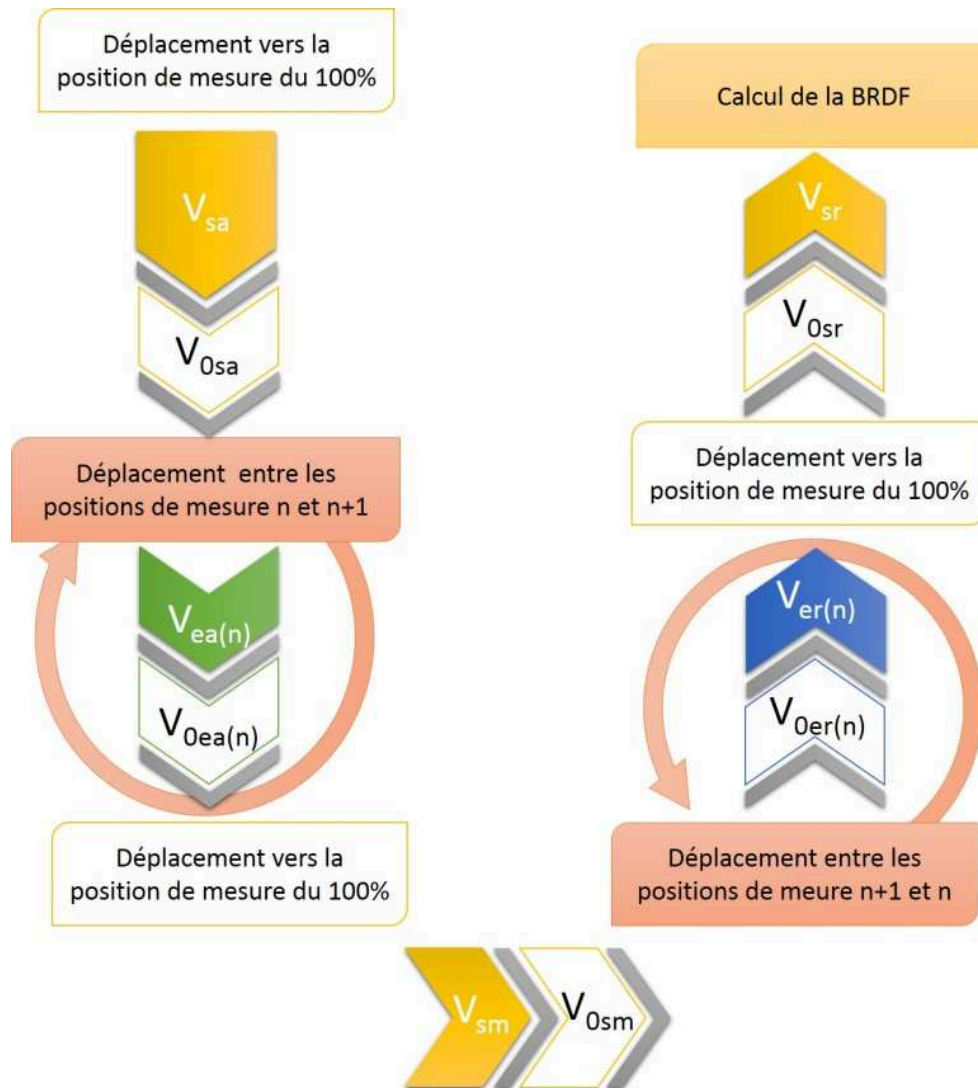 Déplacement vers la
position de mesure du 100%
Vsa
V0sa
Déplacement entre les
positions de mesure n et n+1
Vea(n)
V0ea(n)
Déplacement vers la
position de mesure du 100%
Vsm
V0sm
Déplacement entre les
positions de meure n+1 et n
V0er(n)
Ver(n)
Déplacement vers la
position de mesure du 100%
V0sr
Vsr
Calcul de la BRDF